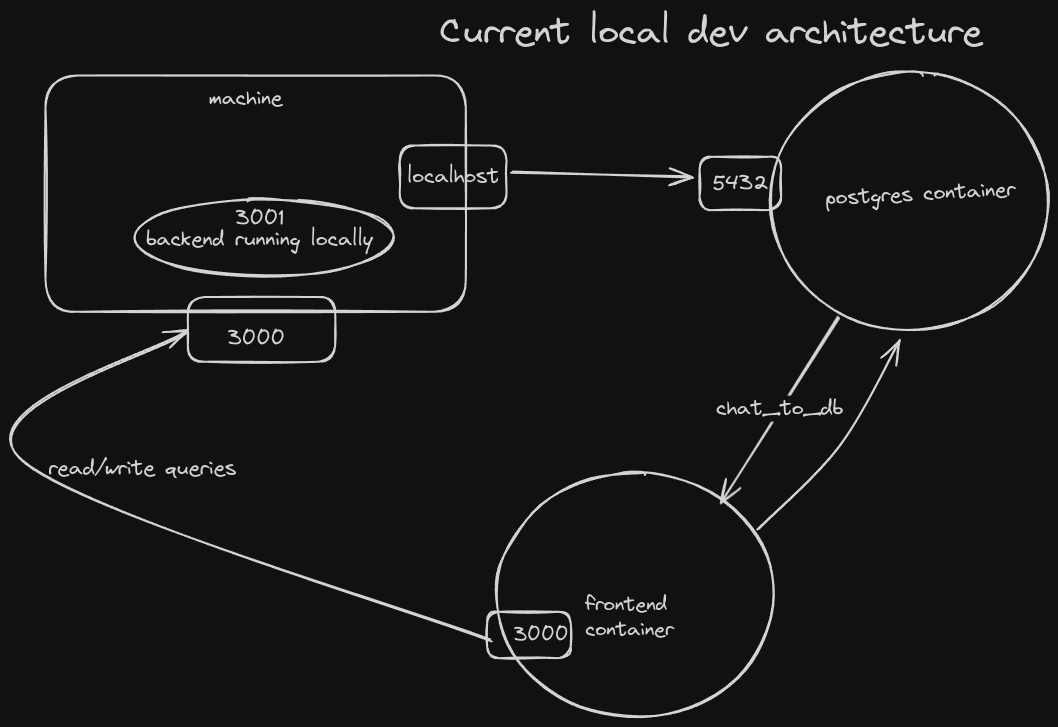 Current local dev architecture
machine
localhost
5432
postgres container
3001
backend running locally
3000
chat_to_db
read/write queries
frontend
container
3000